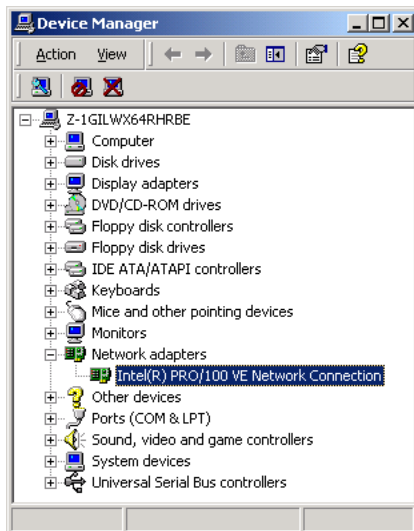 Device Manager
Action View
Z-1GILWX64RHRBE
Computer
Disk drives
Display adapters
DVD/CD-ROM drives
Floppy disk controllers
Floppy disk drives
IDE ATA/ATAPI controllers
Keyboards
Mice and other pointing devices
Monitors
Network adapters
Intel(R) PRO/100 VE Network Connection
Other devices
Ports (COM & LPT)
Sound, video and game controllers
System devices
Universal Serial Bus controllers